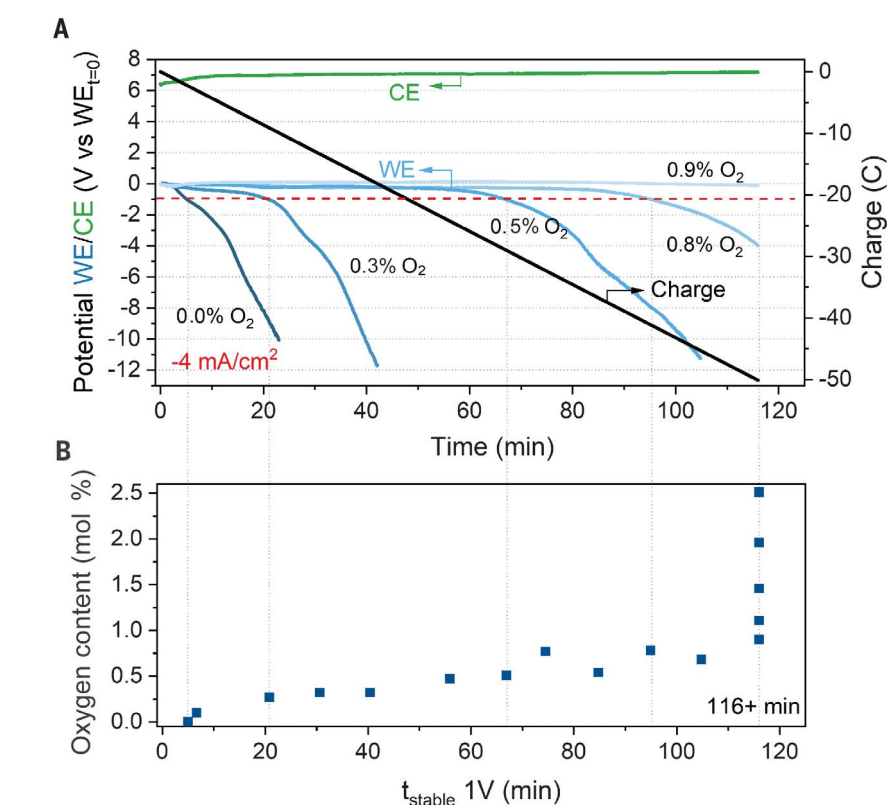 A
Potential WE/CE (V vs WEt=0)
8
6
4
2
0
-2
-4
-6
-8
-10
-12
CE
WE
0.9% O2
0.8% O2
0.5% O2
0.3% O2
0.0% O2
Charge
-4 mA/cm2
0
-10
-20
-30
-40
-50
Charge (C)
0 20 40 60 80 100 120
Time (min)
B
Oxygen content (mol %)
2.5
2.0
1.5
1.0
0.5
0.0
116+ min
0 20 40 60 80 100 120
tstable 1V (min)